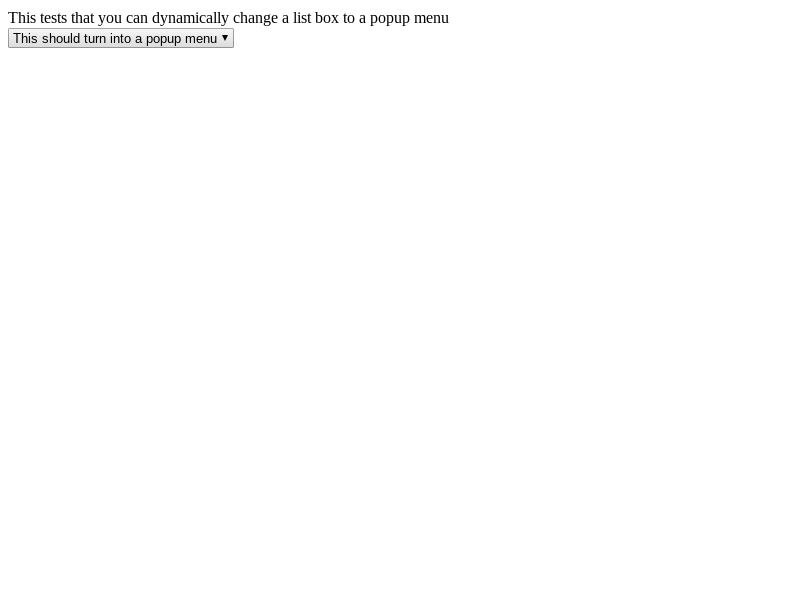 This tests that you can dynamically change a list box to a popup menu
This should turn into a popup menu